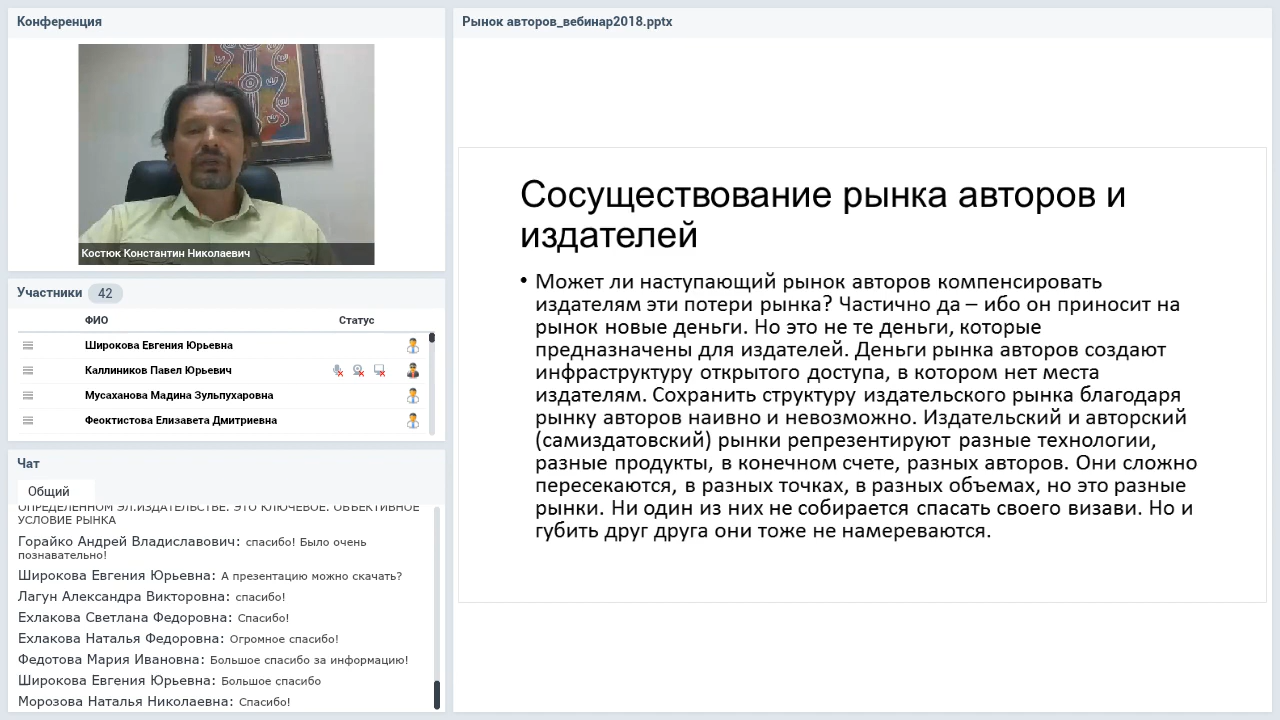 Конференция
Костюк Константин Николаевич
Участники 42
ФИО Статус
Широкова Евгения Юрьевна
Каллиников Павел Юрьевич
Мусаханова Мадина Зульпухаровна
Феоктистова Елизавета Дмитриевна
Чат
Общий
ОПРЕДЕЛЕННОМ ЭЛ.ИЗДАТЕЛЬСТВЕ. ЭТО КЛЮЧЕВОЕ. ОБЪЕКТИВНОЕ
УСЛОВИЕ РЫНКА
Горайко Андрей Владиславович: спасибо! Было очень
познавательно!
Широкова Евгения Юрьевна: А презентацию можно скачать?
Лагун Александра Викторовна: спасибо!
Ехлакова Светлана Федоровна: Спасибо!
Ехлакова Наталья Федоровна: Огромное спасибо!
Федотова Мария Ивановна: Большое спасибо за информацию!
Широкова Евгения Юрьевна: Большое спасибо
Морозова Наталья Николаевна: Спасибо!
Рынок авторов_вебинар2018.pptx
Сосуществование рынка авторов и
издателей
• Может ли наступающий рынок авторов компенсировать
издателям эти потери рынка? Частично да – ибо он приносит на
рынок новые деньги. Но это не те деньги, которые
предназначены для издателей. Деньги рынка авторов создают
инфраструктуру открытого доступа, в котором нет места
издателям. Сохранить структуру издательского рынка благодаря
рынку авторов наивно и невозможно. Издательский и авторский
(самиздатовский) рынки репрезентируют разные технологии,
разные продукты, в конечном счете, разных авторов. Они сложно
пересекаются, в разных точках, в разных объемах, но это разные
рынки. Ни один из них не собирается спасать своего визави. Но и
губить друг друга они тоже не намереваются.